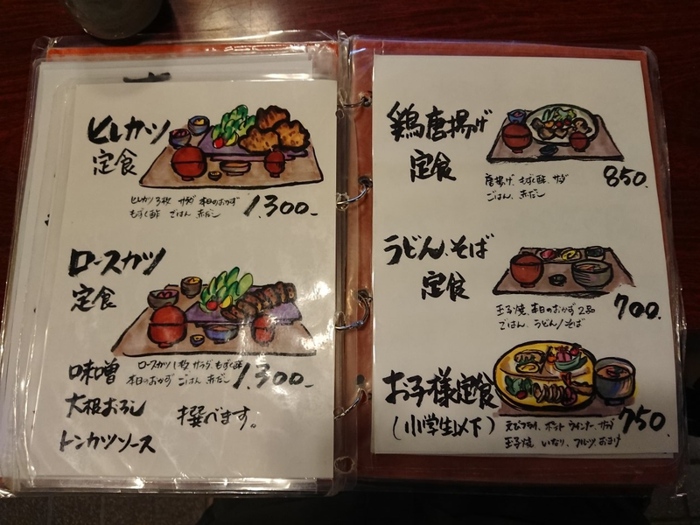 ヒレカツ
定食
ヒレカツ3枚 サラダ 本日のおかず
もずく酢 ごはん 赤だし
1,300.-
ロースカツ
定食
ロースカツ1枚 サラダ、もずく酢
本日のおかず ごはん 赤だし
1,300.-
味噌
大根おろし
トンカツソース
撰べます。
鶏唐揚げ
定食
唐揚げ、もずく酢、サラダ
ごはん、赤だし
850.-
うどん、そば
定食
玉子焼、本日のおかず2品
ごはん、うどん/そば
700.-
お子様定食
(小学生以下)
えびフライ、ポテト ウインナー、サラダ
玉子焼 いなり、フルーツ、おまけ
750.-